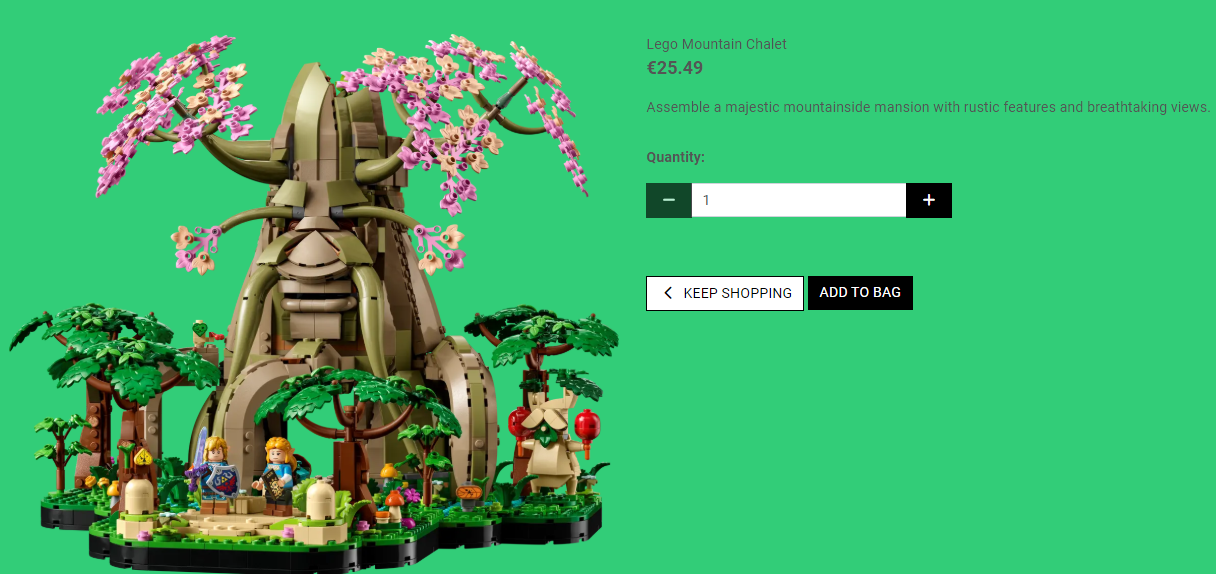 Lego Mountain Chalet
€25.49
Assemble a majestic mountainside mansion with rustic features and breathtaking views.
Quantity:
1
KEEP SHOPPING
ADD TO BAG